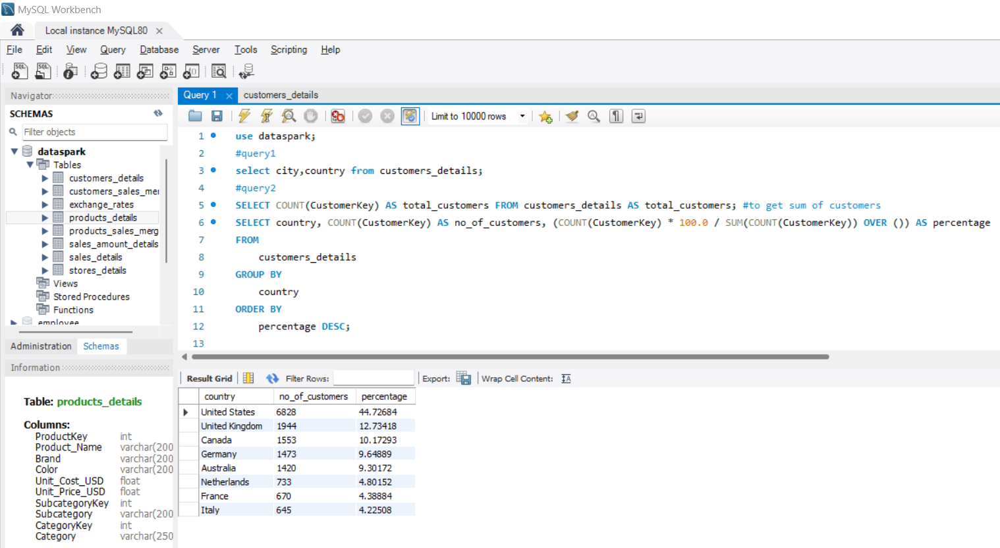 MySQL Workbench
Local instance MySQL80
File Edit View Query Database Server Tools Scripting Help
Navigator
SCHEMAS
Filter objects
dataspark
Tables
customers_details
customers_sales_mer
exchange_rates
products_details
products_sales_merg
sales_amount_details
sales_details
stores_details
Views
Stored Procedures
Functions
employee
Administration Schemas
Information
Table: products_details
Columns:
ProductKey int
Product_Name varchar(200
Brand varchar(200
Color varchar(200
Unit_Cost_USD float
Unit_Price_USD float
SubcategoryKey int
Subcategory varchar(200
CategoryKey int
Category varchar(250
Query 1 customers_details
Limit to 10000 rows
1 use dataspark;
2 #query1
3 select city,country from customers_details;
4 #query2
5 SELECT COUNT(CustomerKey) AS total_customers FROM customers_details AS total_customers; #to get sum of customers
6 SELECT country, COUNT(CustomerKey) AS no_of_customers, (COUNT(CustomerKey) * 100.0 / SUM(COUNT(CustomerKey)) OVER ()) AS percentage
7 FROM
8 customers_details
9 GROUP BY
10 country
11 ORDER BY
12 percentage DESC;
13
Result Grid Filter Rows: Export: Wrap Cell Content: IA
country no_of_customers percentage
United States 6828 44.72684
United Kingdom 1944 12.73418
Canada 1553 10.17293
Germany 1473 9.64889
Australia 1420 9.30172
Netherlands 733 4.80152
France 670 4.38884
Italy 645 4.22508